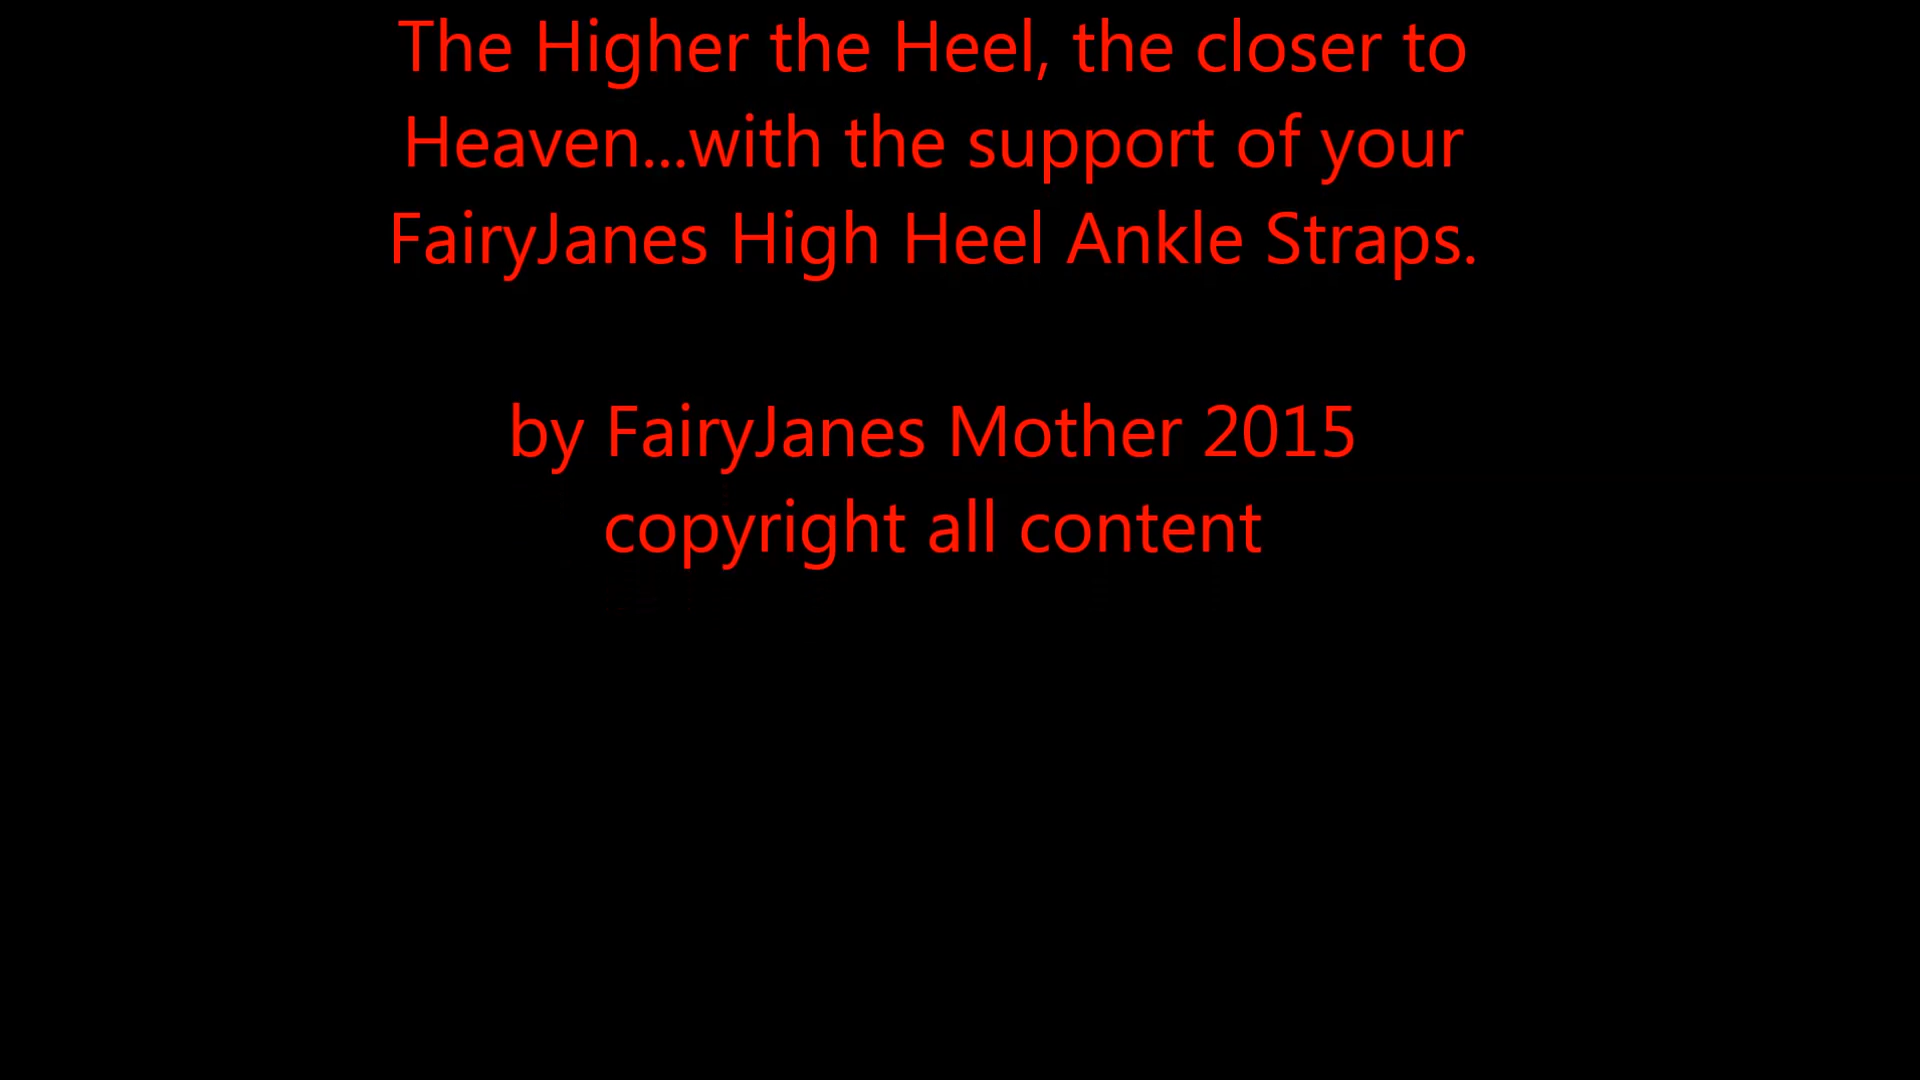 The Higher the Heel, the closer to
Heaven...with the support of your
FairyJanes High Heel Ankle Straps.
by FairyJanes Mother 2015
copyright all content